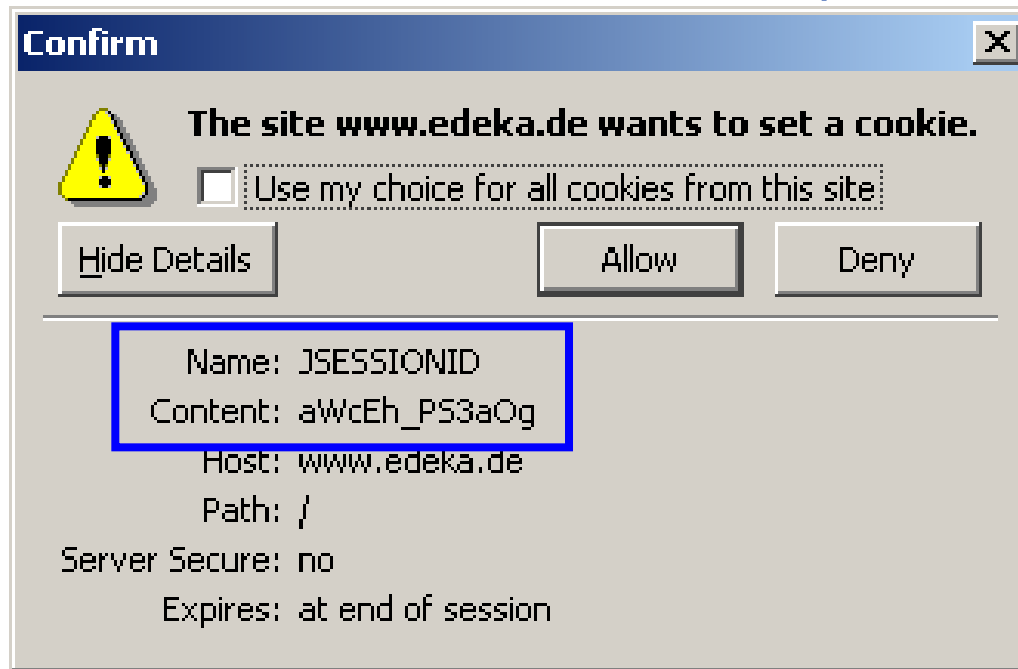 Confirm
The site www.edeka.de wants to set a cookie.
Use my choice for all cookies from this site
Hide Details Allow Deny
Name: JSESSIONID
Content: aWcEh_PS3aOg
Host: www.edeka.de
Path: /
Server Secure: no
Expires: at end of session